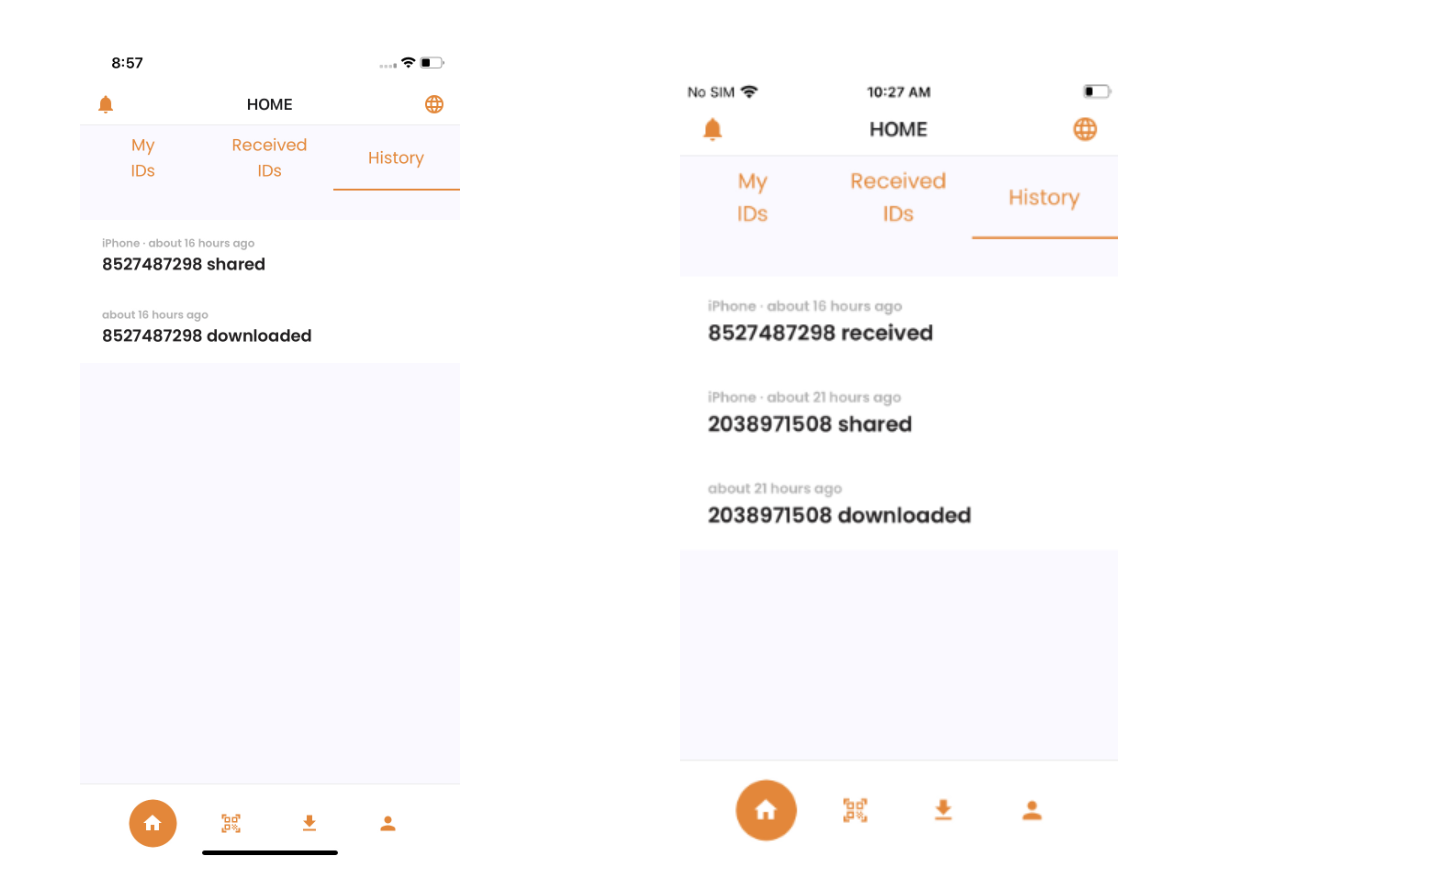 8:57
HOME
My
IDs
Received
IDs
History
iPhone · about 16 hours ago
8527487298 shared
about 16 hours ago
8527487298 downloaded
No SIM
10:27 AM
HOME
My
IDs
Received
IDs
History
iPhone · about 16 hours ago
8527487298 received
iPhone · about 21 hours ago
2038971508 shared
about 21 hours ago
2038971508 downloaded